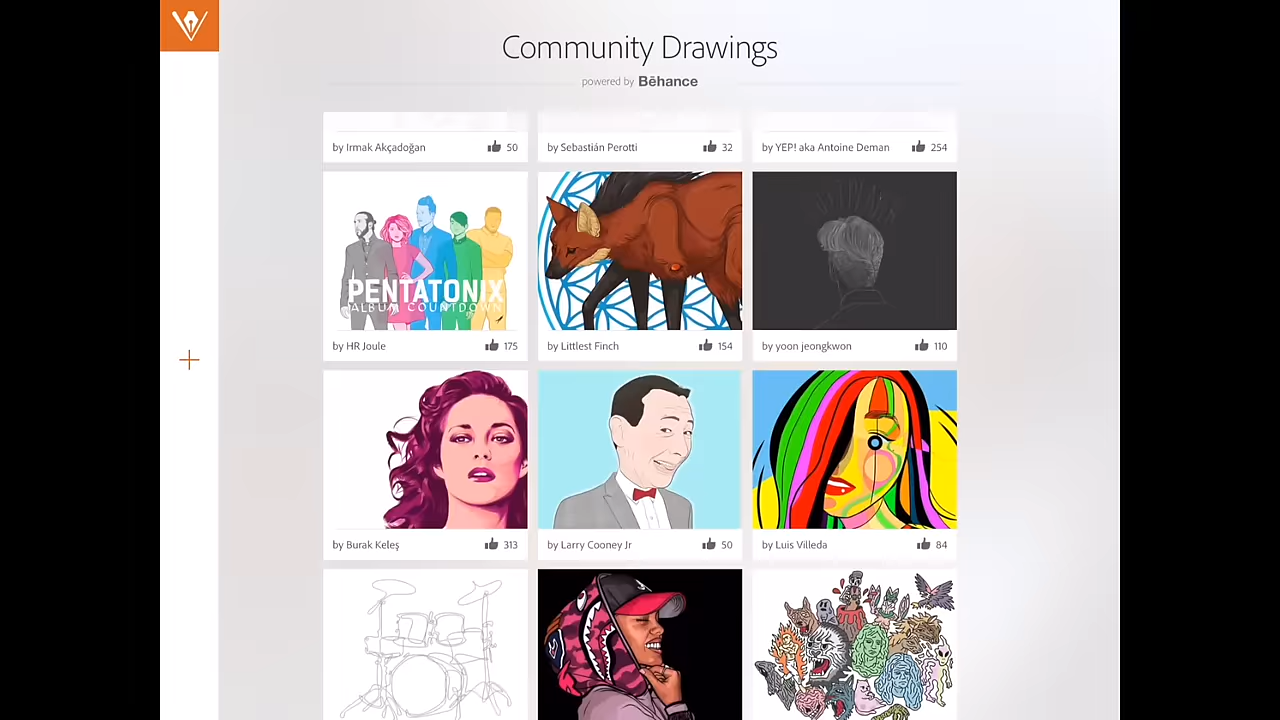 Community Drawings
powered by Bēhance
by Irmak Akçadoğan 50
by Sebastián Perotti 32
by YEP! aka Antoine Deman 254
PENTATONIX
ALBUM COUNTDOWN
by HR Joule 175
by Littlest Finch 154
by yoon jeongkwon 110
by Burak Keleş 313
by Larry Cooney Jr 50
by Luis Villeda 84